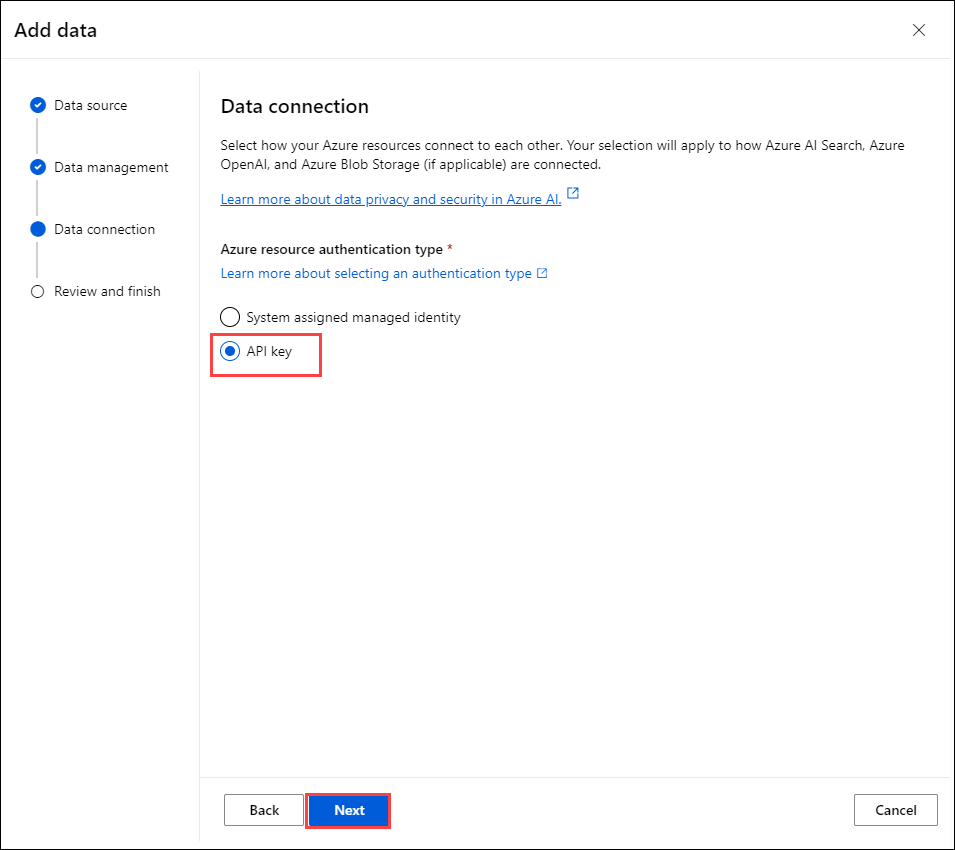 Add data
Data source
Data management
Data connection
Review and finish
Data connection
Select how your Azure resources connect to each other. Your selection will apply to how Azure AI Search, Azure
OpenAI, and Azure Blob Storage (if applicable) are connected.
Learn more about data privacy and security in Azure AI.
Azure resource authentication type *
Learn more about selecting an authentication type
System assigned managed identity
API key
Back
Next
Cancel